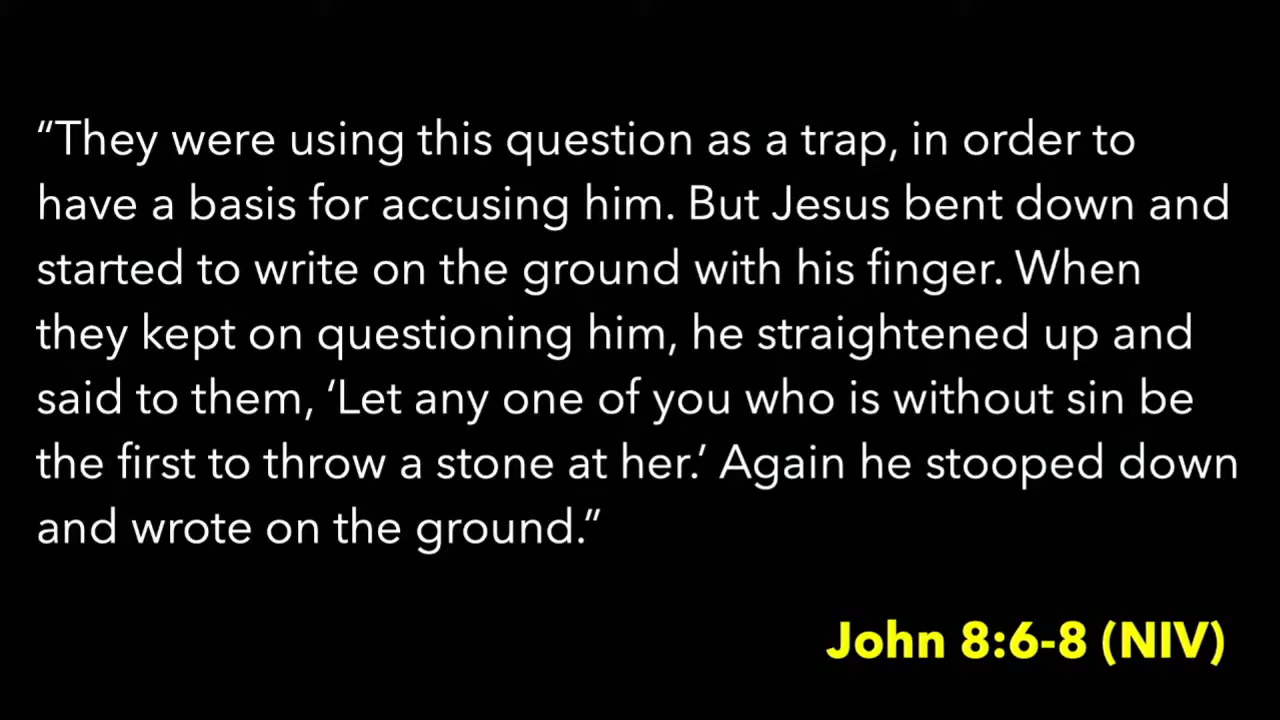 “They were using this question as a trap, in order to
have a basis for accusing him. But Jesus bent down and
started to write on the ground with his finger. When
they kept on questioning him, he straightened up and
said to them, ‘Let any one of you who is without sin be
the first to throw a stone at her.’ Again he stooped down
and wrote on the ground.”
John 8:6-8 (NIV)